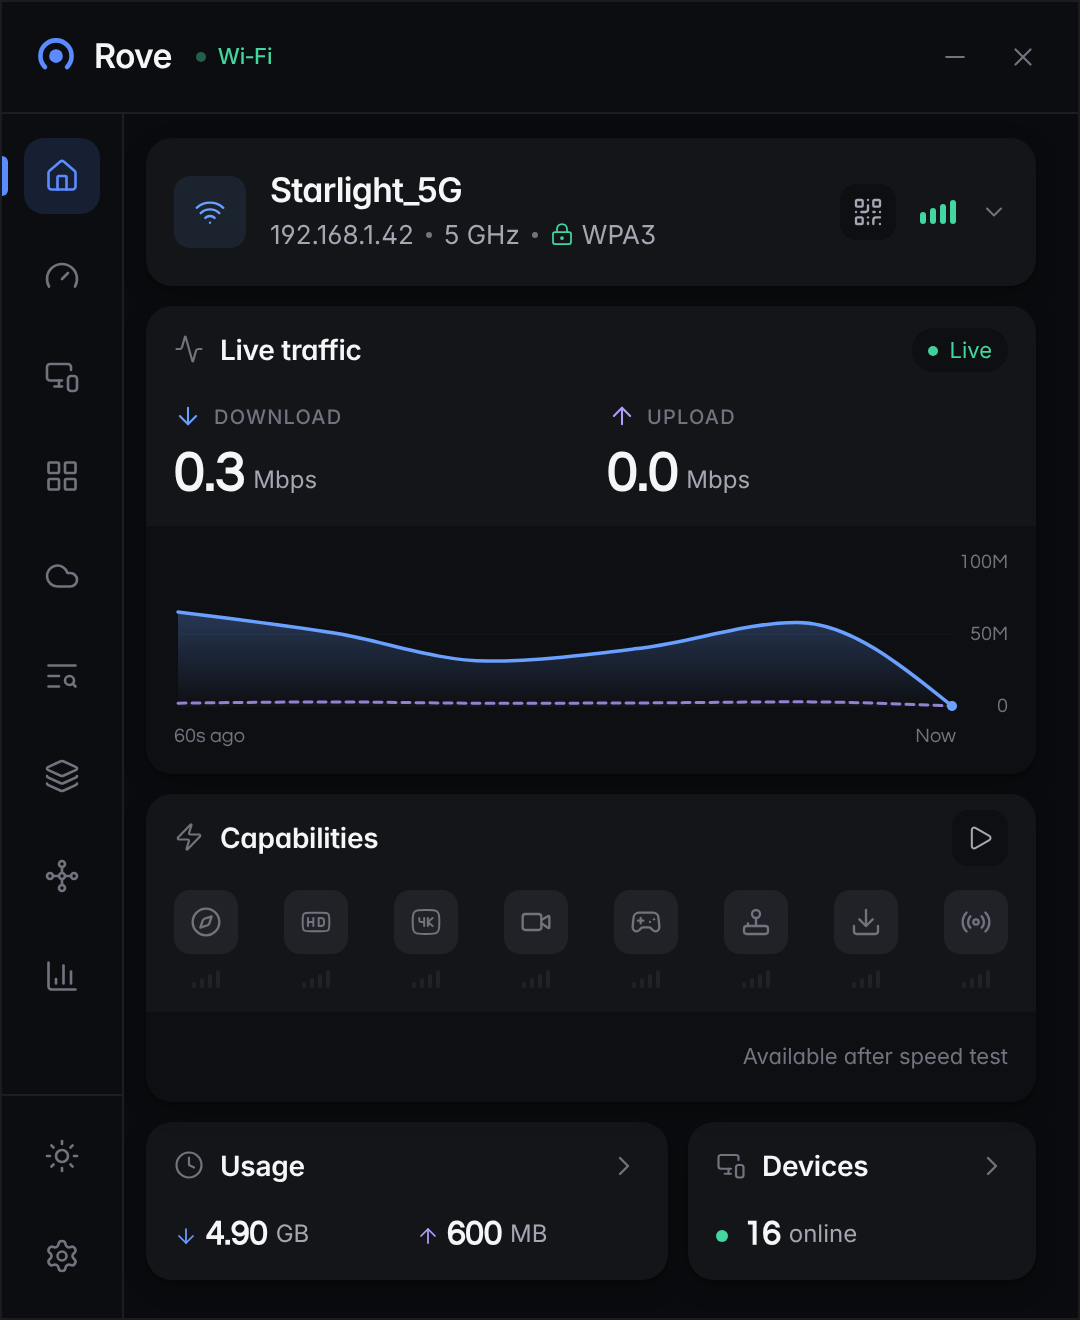 Rove
Wi-Fi
Starlight_5G
192.168.1.42 • 5 GHz • WPA3
Live traffic
Live
DOWNLOAD
UPLOAD
0.3 Mbps
0.0 Mbps
100M
50M
0
60s ago
Now
Capabilities
HD
4K
Available after speed test
Usage
4.90 GB
600 MB
Devices
16 online